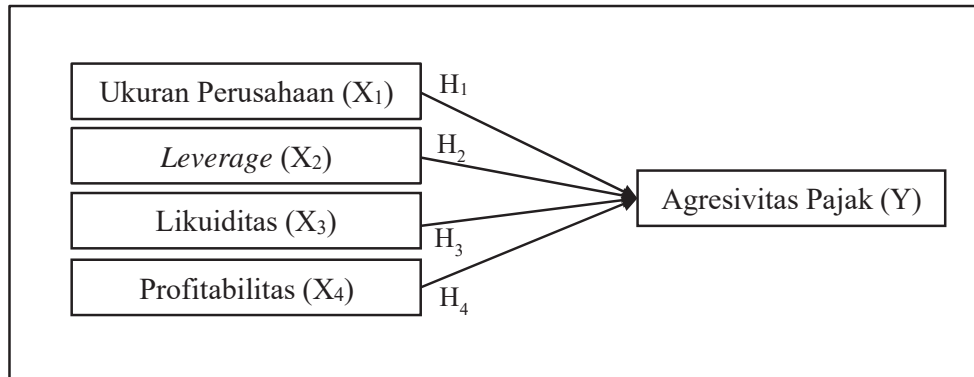 Ukuran Perusahaan (X₁)
H₁
Leverage (X₂)
H₂
Likuiditas (X₃)
H₃
Profitabilitas (X₄)
H₄
Agresivitas Pajak (Y)